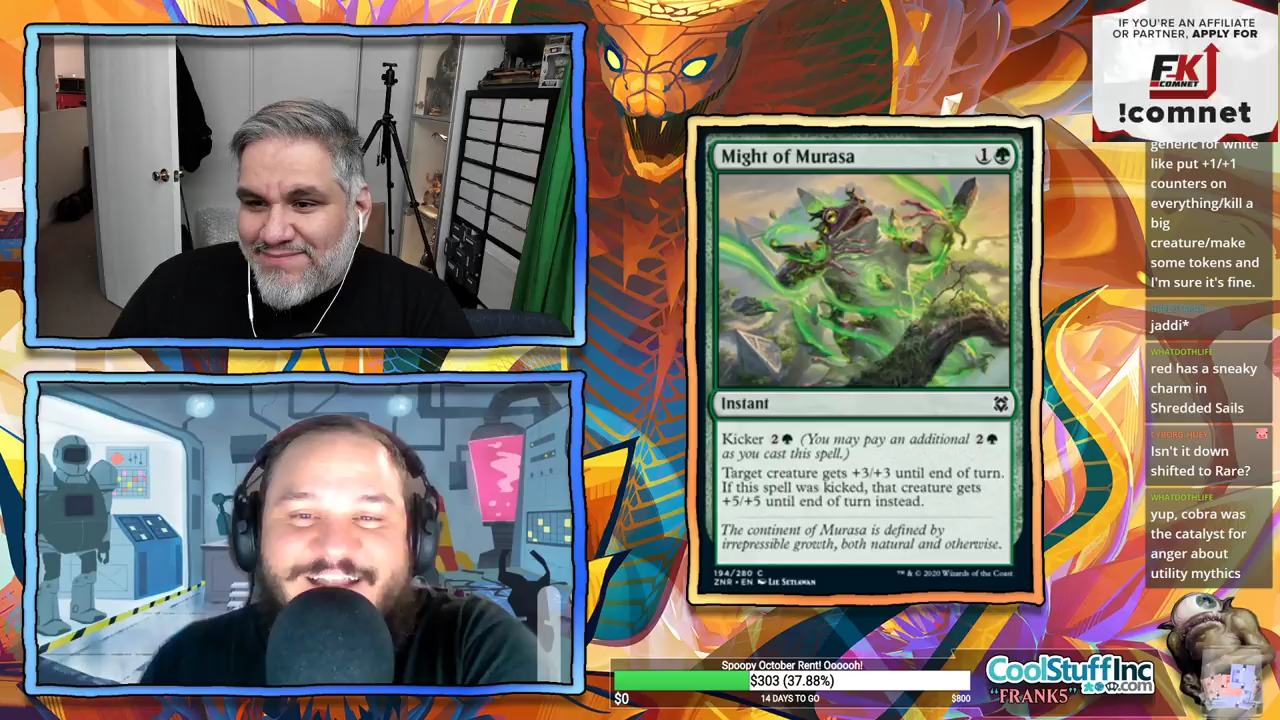 IF YOU'RE AN AFFILIATE
OR PARTNER, APPLY FOR
F2K
COMNET
!comnet
Might of Murasa
1
Instant
Kicker 2 (You may pay an additional 2
as you cast this spell.)
Target creature gets +3/+3 until end of turn.
If this spell was kicked, that creature gets
+5/+5 until end of turn instead.
The continent of Murasa is defined by
irrepressible growth, both natural and otherwise.
194/280 C
ZNR • EN Lie Setiawan
™ & © 2020 Wizards of the Coast
generic for white
like put +1/+1
counters on
everything/kill a
big
creature/make
some tokens and
I'm sure it's fine.
jaddi*
WHATDOTHLIFE
red has a sneaky
charm in
Shredded Sails
CYBORG_HUEY
Isn't it down
shifted to Rare?
WHATDOTHLIFE
yup, cobra was
the catalyst for
anger about
utility mythics
Spoopy October Rent! Oooooh!
$303 (37.88%)
$0
14 DAYS TO GO
$800
CoolStuffInc
.com
"FRANK5"